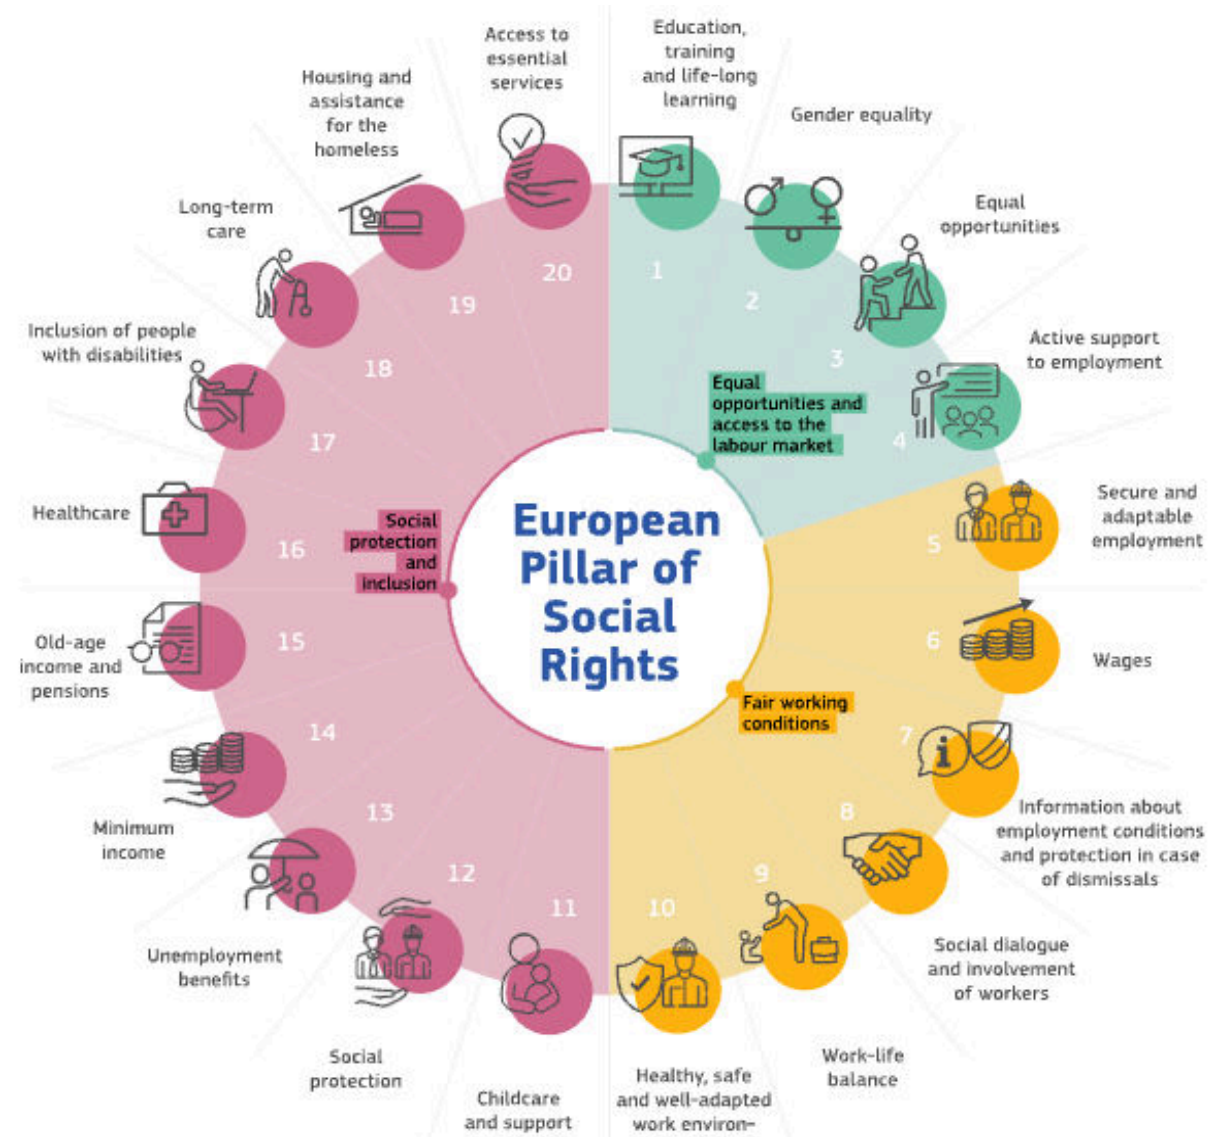 Education,
training
and life-long
learning
1
Gender equality
2
Equal
opportunities
3
Active support
to employment
4
Equal
opportunities and
access to the
labour market
Secure and
adaptable
employment
5
Wages
6
Information about
employment conditions
and protection in case
of dismissals
7
Social dialogue
and involvement
of workers
8
Work-life
balance
9
Healthy, safe
and well-adapted
work environ-
10
Fair working
conditions
Childcare
and support
11
Social
protection
12
Unemployment
benefits
13
Minimum
income
14
Old-age
income and
pensions
15
Healthcare
16
Inclusion of people
with disabilities
17
Long-term
care
18
Housing and
assistance
for the
homeless
19
Access to
essential
services
20
Social
protection
and
inclusion
European
Pillar of
Social
Rights
i